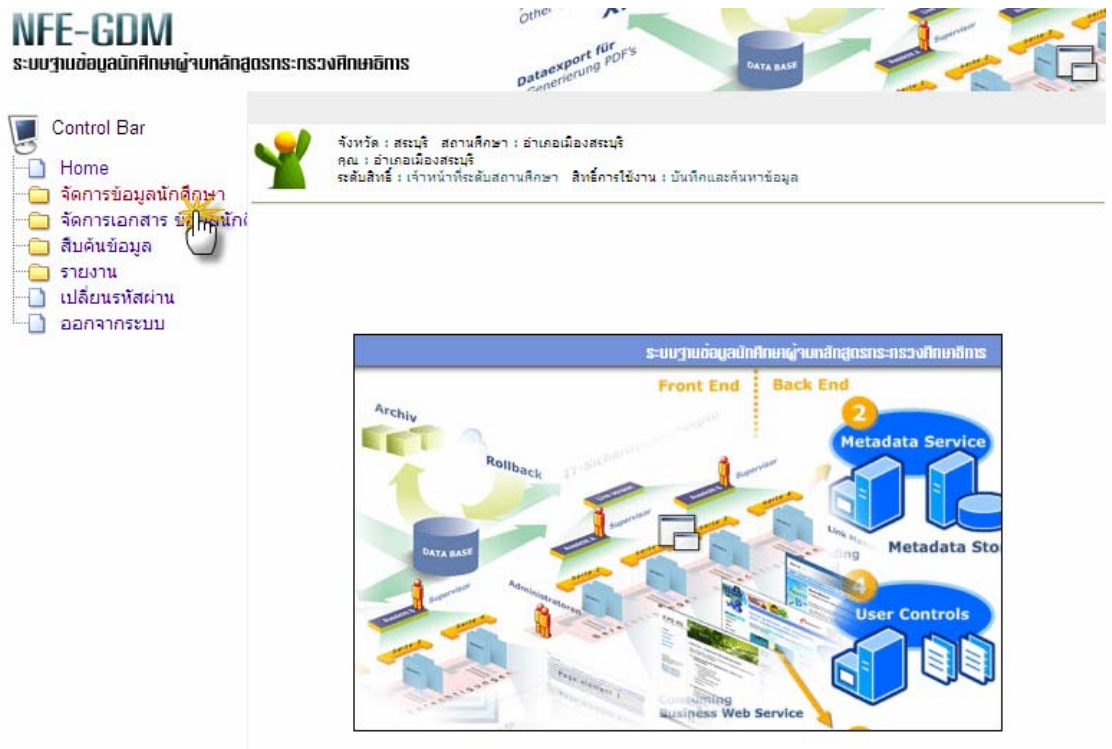 NFE-GDM
ระบบฐานข้อมูลนักศึกษาผู้จบหลักสูตรกระทรวงศึกษาธิการ
Other
Dataexport für
Generierung PDF's
DATA BASE
Supervisor
Control Bar
Home
จัดการข้อมูลนักศึกษา
จัดการเอกสาร
สืบค้นข้อมูล
รายงาน
เปลี่ยนรหัสผ่าน
ออกจากระบบ
จังหวัด : สระบุรี สถานศึกษา : อำเภอเมืองสระบุรี
คุณ : อำเภอเมืองสระบุรี
ระดับสิทธิ์ : เจ้าหน้าที่ระดับสถานศึกษา สิทธิ์การใช้งาน : บันทึกและค้นหาข้อมูล
ระบบฐานข้อมูลนักศึกษาผู้จบหลักสูตรกระทรวงศึกษาธิการ
Front End
Back End
Archiv
Rollback
2
Metadata Service
Supervisor
Supervisor
DATA BASE
Metadata Sto
Supervisor
Administratoren
4
User Controls
Page element 1
Consuming
Business Web Service